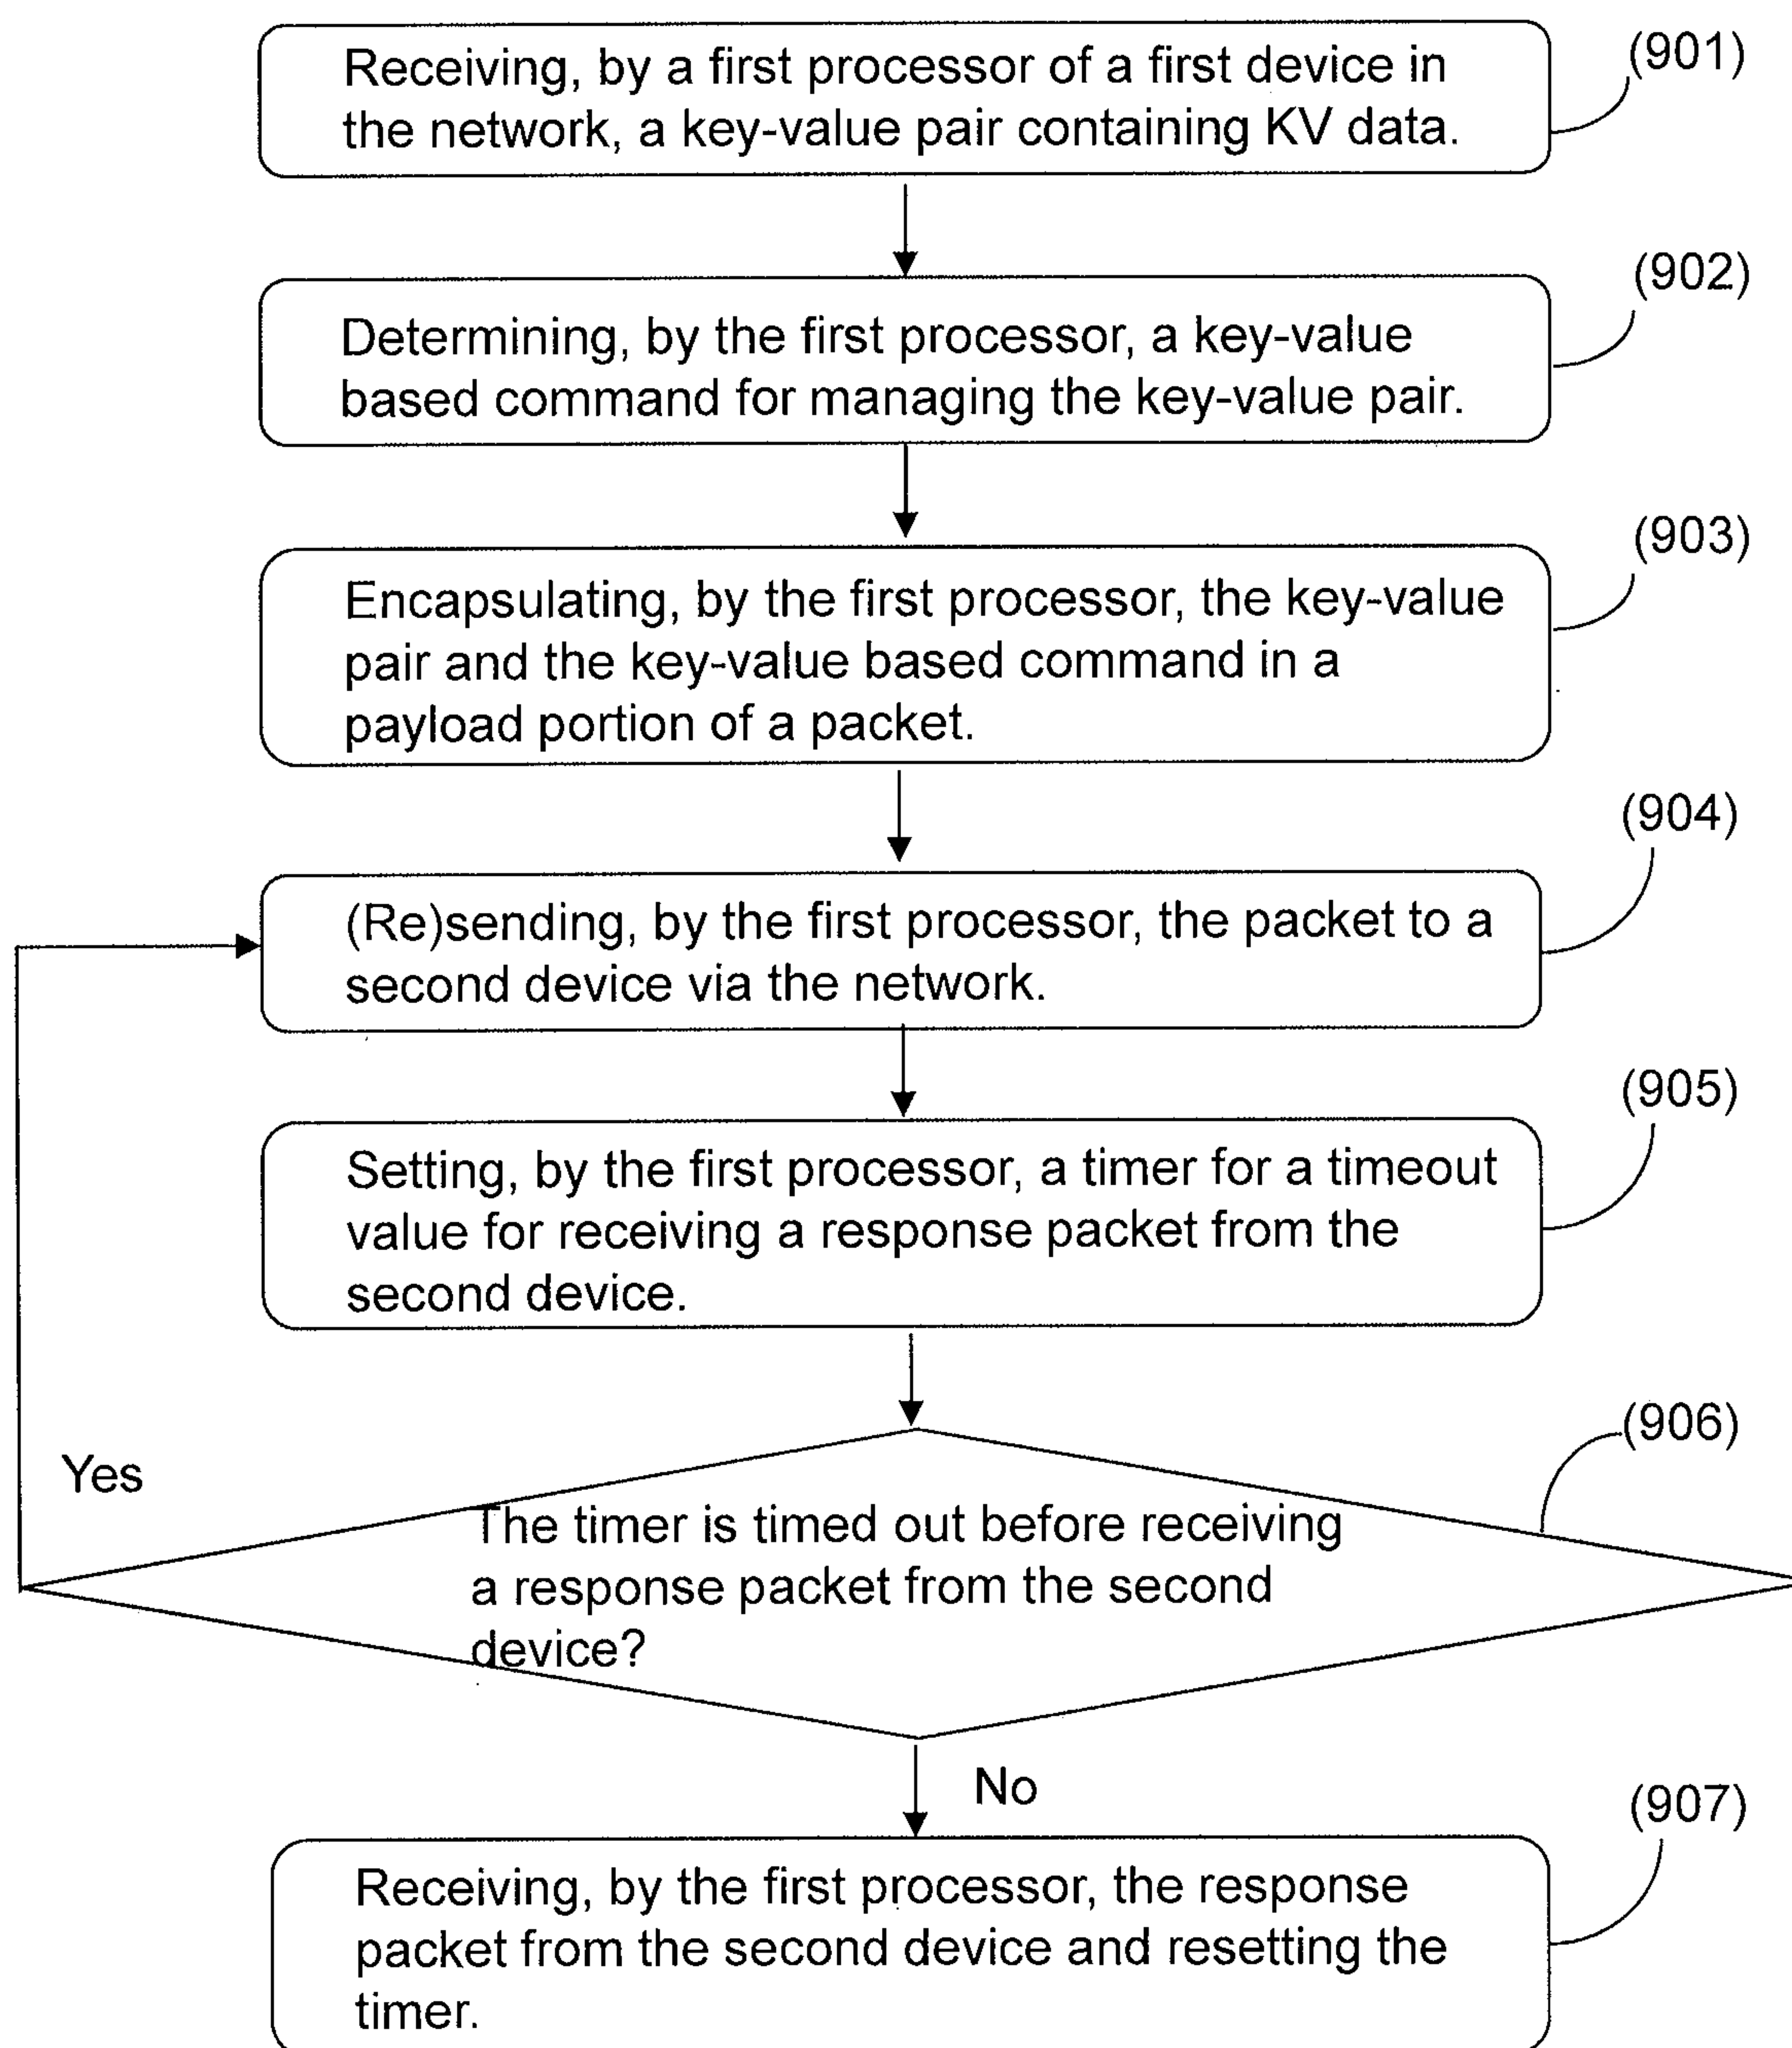 Receiving, by a first processor of a first device in
the network, a key-value pair containing KV data.
(901)
Determining, by the first processor, a key-value
based command for managing the key-value pair.
(902)
Encapsulating, by the first processor, the key-value
pair and the key-value based command in a
payload portion of a packet.
(903)
(Re)sending, by the first processor, the packet to a
second device via the network.
(904)
Setting, by the first processor, a timer for a timeout
value for receiving a response packet from the
second device.
(905)
The timer is timed out before receiving
a response packet from the second
device?
(906)
Yes
No
Receiving, by the first processor, the response
packet from the second device and resetting the
timer.
(907)